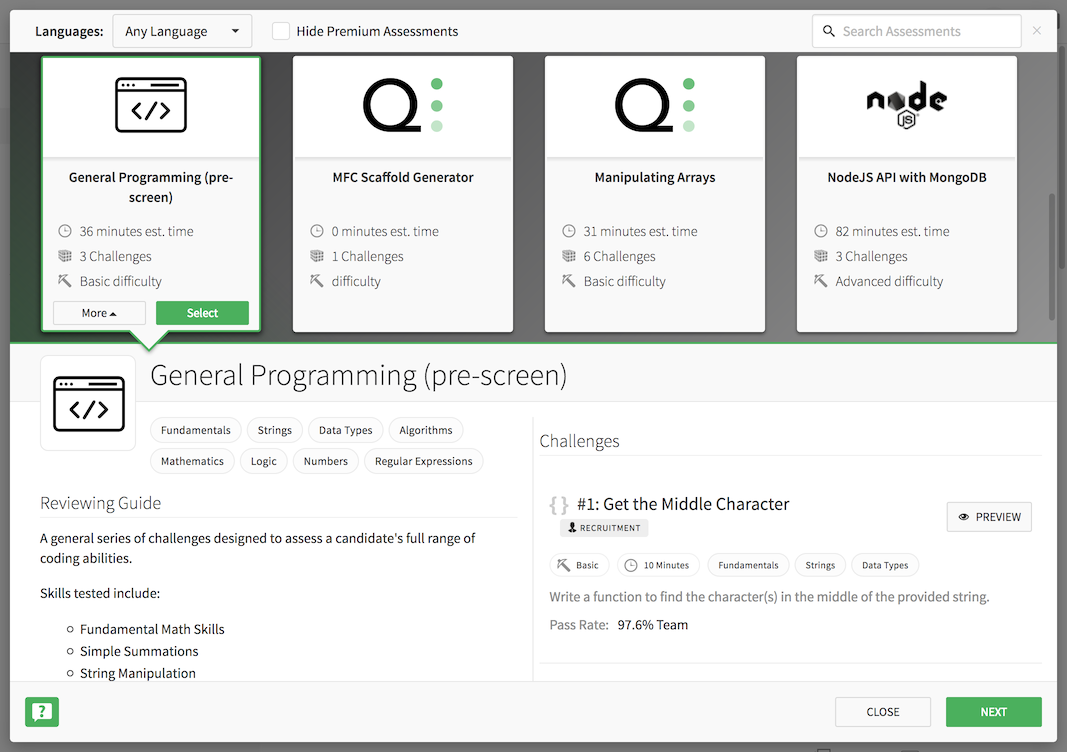 Languages:
Any Language
Hide Premium Assessments
Search Assessments
General Programming (pre-
screen)
36 minutes est. time
3 Challenges
Basic difficulty
More
Select
MFC Scaffold Generator
0 minutes est. time
1 Challenges
difficulty
Manipulating Arrays
31 minutes est. time
6 Challenges
Basic difficulty
node
JS
NodeJS API with MongoDB
82 minutes est. time
3 Challenges
Advanced difficulty
General Programming (pre-screen)
Fundamentals
Strings
Data Types
Algorithms
Mathematics
Logic
Numbers
Regular Expressions
Reviewing Guide
A general series of challenges designed to assess a candidate's full range of
coding abilities.
Skills tested include:
Fundamental Math Skills
Simple Summations
String Manipulation
Challenges
#1: Get the Middle Character
RECRUITMENT
PREVIEW
Basic
10 Minutes
Fundamentals
Strings
Data Types
Write a function to find the character(s) in the middle of the provided string.
Pass Rate: 97.6% Team
?
CLOSE
NEXT